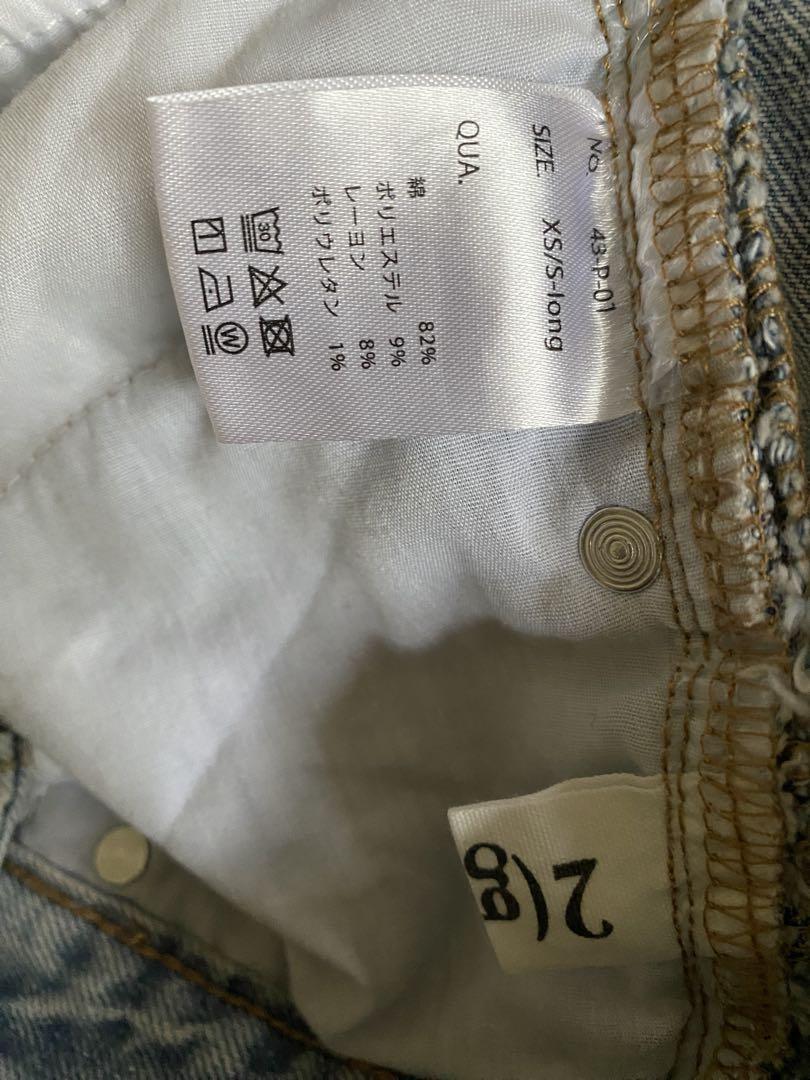 No. 43-P-01
SIZE XS/S-long
QUA.
綿 82%
ポリエステル 9%
レーヨン 8%
ポリウレタン 1%
30
W
2(g